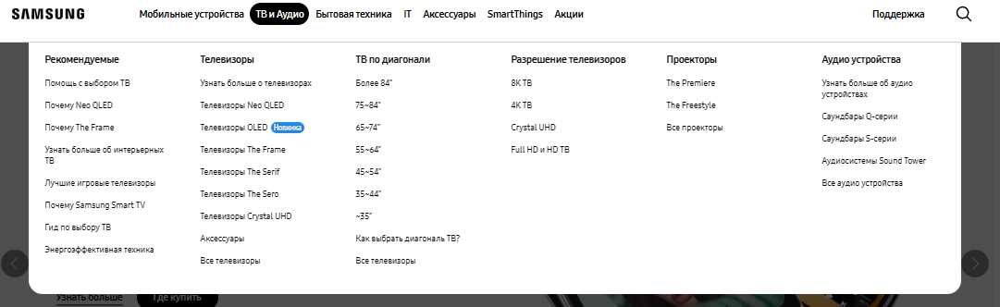 SAMSUNG
Мобильные устройства
ТВ и Аудио
Бытовая техника
IT
Аксессуары
SmartThings
Акции
Поддержка
Рекомендуемые
Помощь с выбором ТВ
Почему Neo QLED
Почему The Frame
Узнать больше об интерьерных
ТВ
Лучшие игровые телевизоры
Почему Samsung Smart TV
Гид по выбору ТВ
Энергоэффективная техника
Телевизоры
Узнать больше о телевизорах
Телевизоры Neo QLED
Телевизоры OLED Новинка
Телевизоры The Frame
Телевизоры The Serif
Телевизоры The Sero
Телевизоры Crystal UHD
Аксессуары
Все телевизоры
ТВ по диагонали
Более 84"
75~84"
65~74"
55~64"
45~54"
35~44"
~35"
Как выбрать диагональ ТВ?
Все телевизоры
Разрешение телевизоров
8K ТВ
4K ТВ
Crystal UHD
Full HD и HD ТВ
Проекторы
The Premiere
The Freestyle
Все проекторы
Аудио устройства
Узнать больше об аудио
устройствах
Саундбары Q-серии
Саундбары S-серии
Аудиосистемы Sound Tower
Все аудио устройства
Узнать больше
Где купить